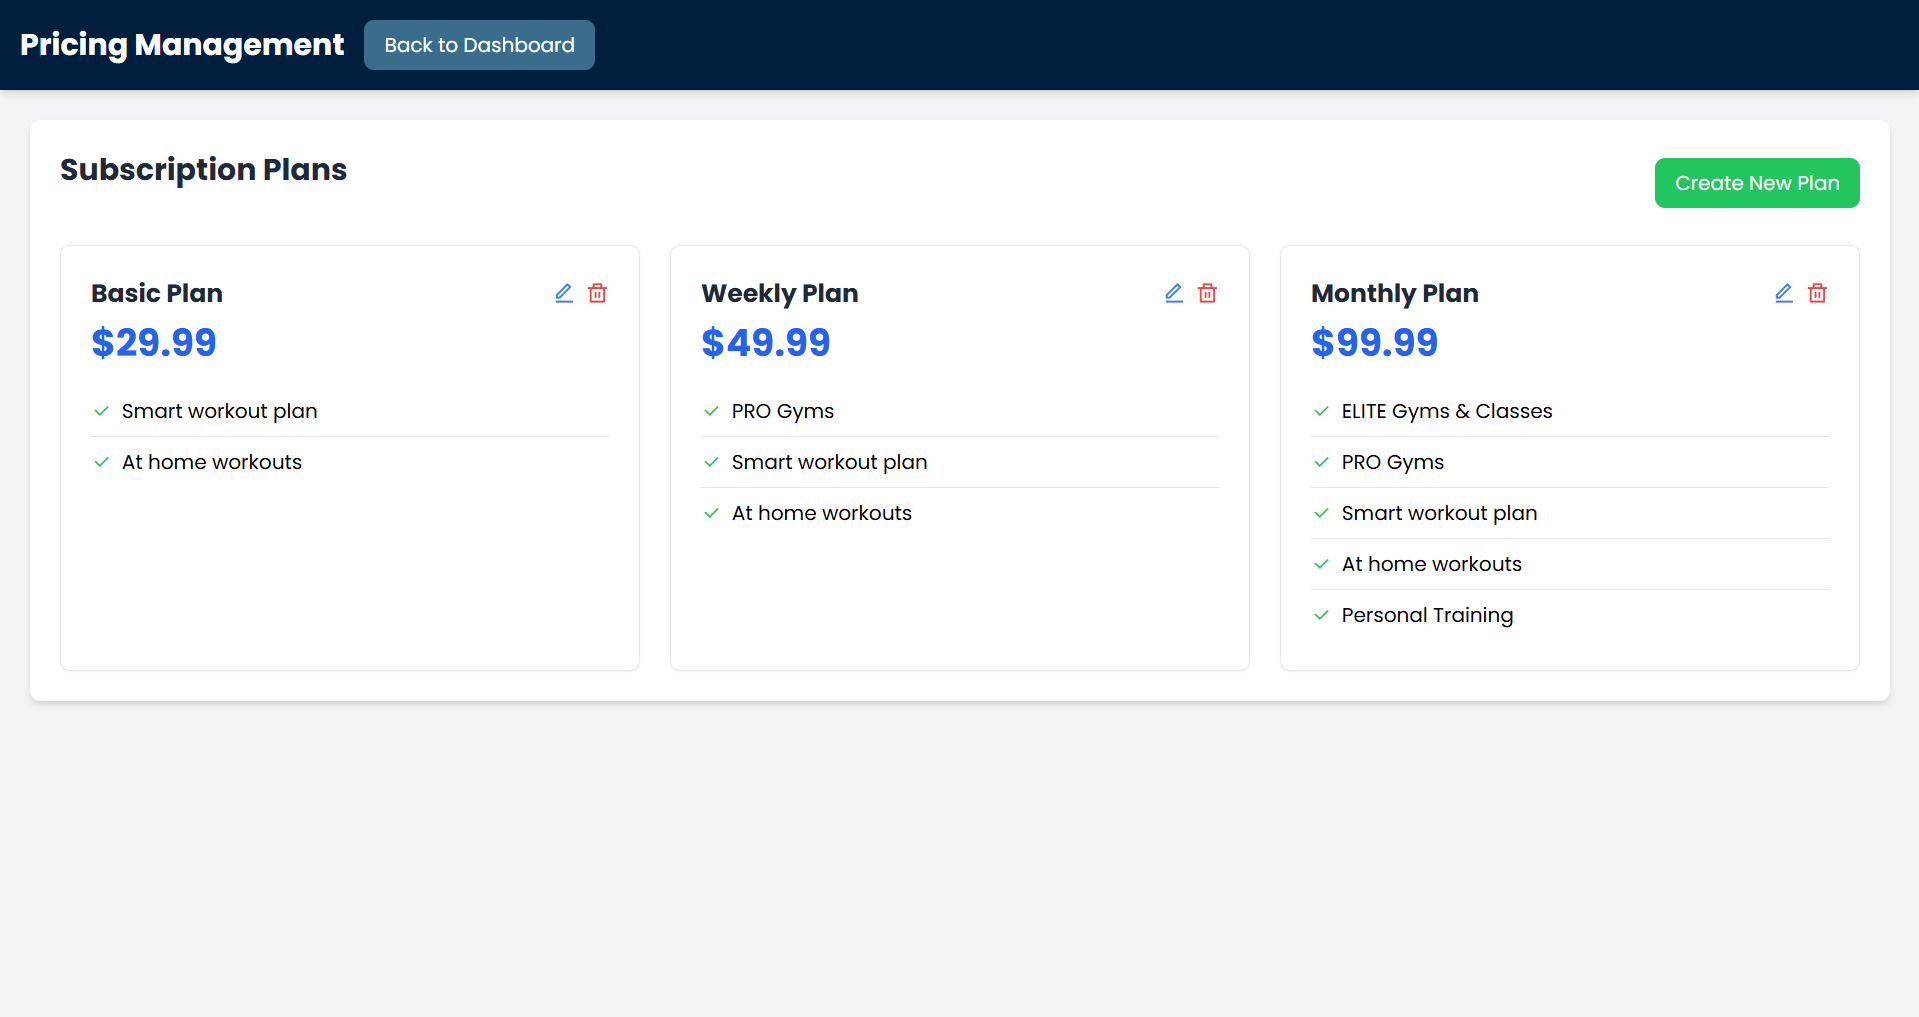 Pricing Management
Back to Dashboard
Subscription Plans
Create New Plan
Basic Plan
$29.99
Smart workout plan
At home workouts
Weekly Plan
$49.99
PRO Gyms
Smart workout plan
At home workouts
Monthly Plan
$99.99
ELITE Gyms & Classes
PRO Gyms
Smart workout plan
At home workouts
Personal Training